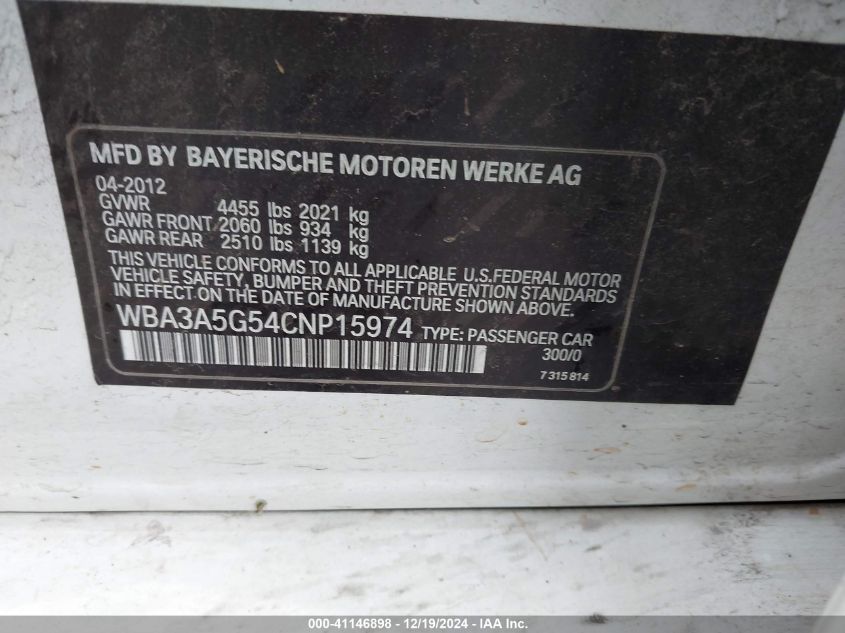 MFD BY BAYERISCHE MOTOREN WERKE AG
04-2012
GVWR 4455 lbs 2021 kg
GAWR FRONT 2060 lbs 934 kg
GAWR REAR 2510 lbs 1139 kg
THIS VEHICLE CONFORMS TO ALL APPLICABLE U.S.FEDERAL MOTOR
VEHICLE SAFETY, BUMPER AND THEFT PREVENTION STANDARDS
IN EFFECT ON THE DATE OF MANUFACTURE SHOWN ABOVE.
WBA3A5G54CNP15974 TYPE: PASSENGER CAR
300/0
7 315 814
000-41146898 - 12/19/2024 - IAA Inc.